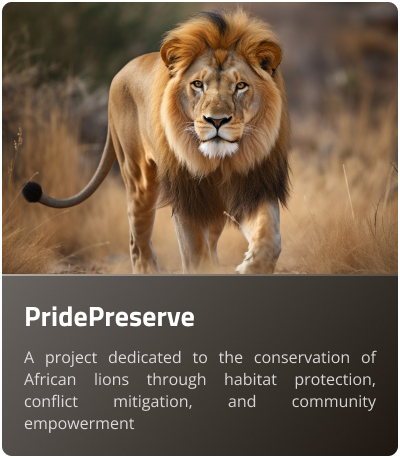 PridePreserve
A project dedicated to the conservation of
African lions through habitat protection,
conflict mitigation, and community
empowerment